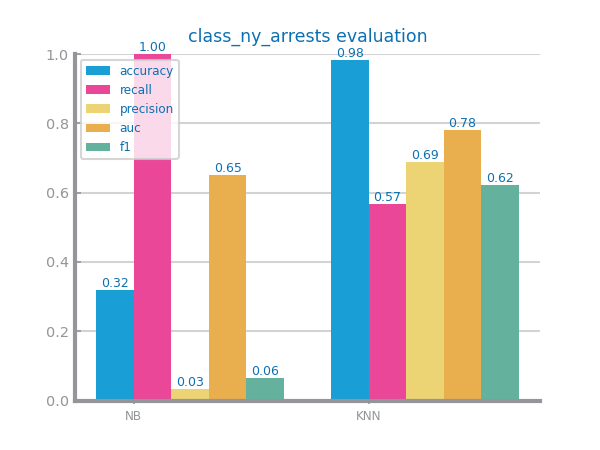 class_ny_arrests evaluation
1.0
0.8
0.6
0.4
0.2
0.0
accuracy
recall
precision
auc
f1
0.32
1.00
0.03
0.65
0.06
0.98
0.57
0.69
0.78
0.62
NB
KNN